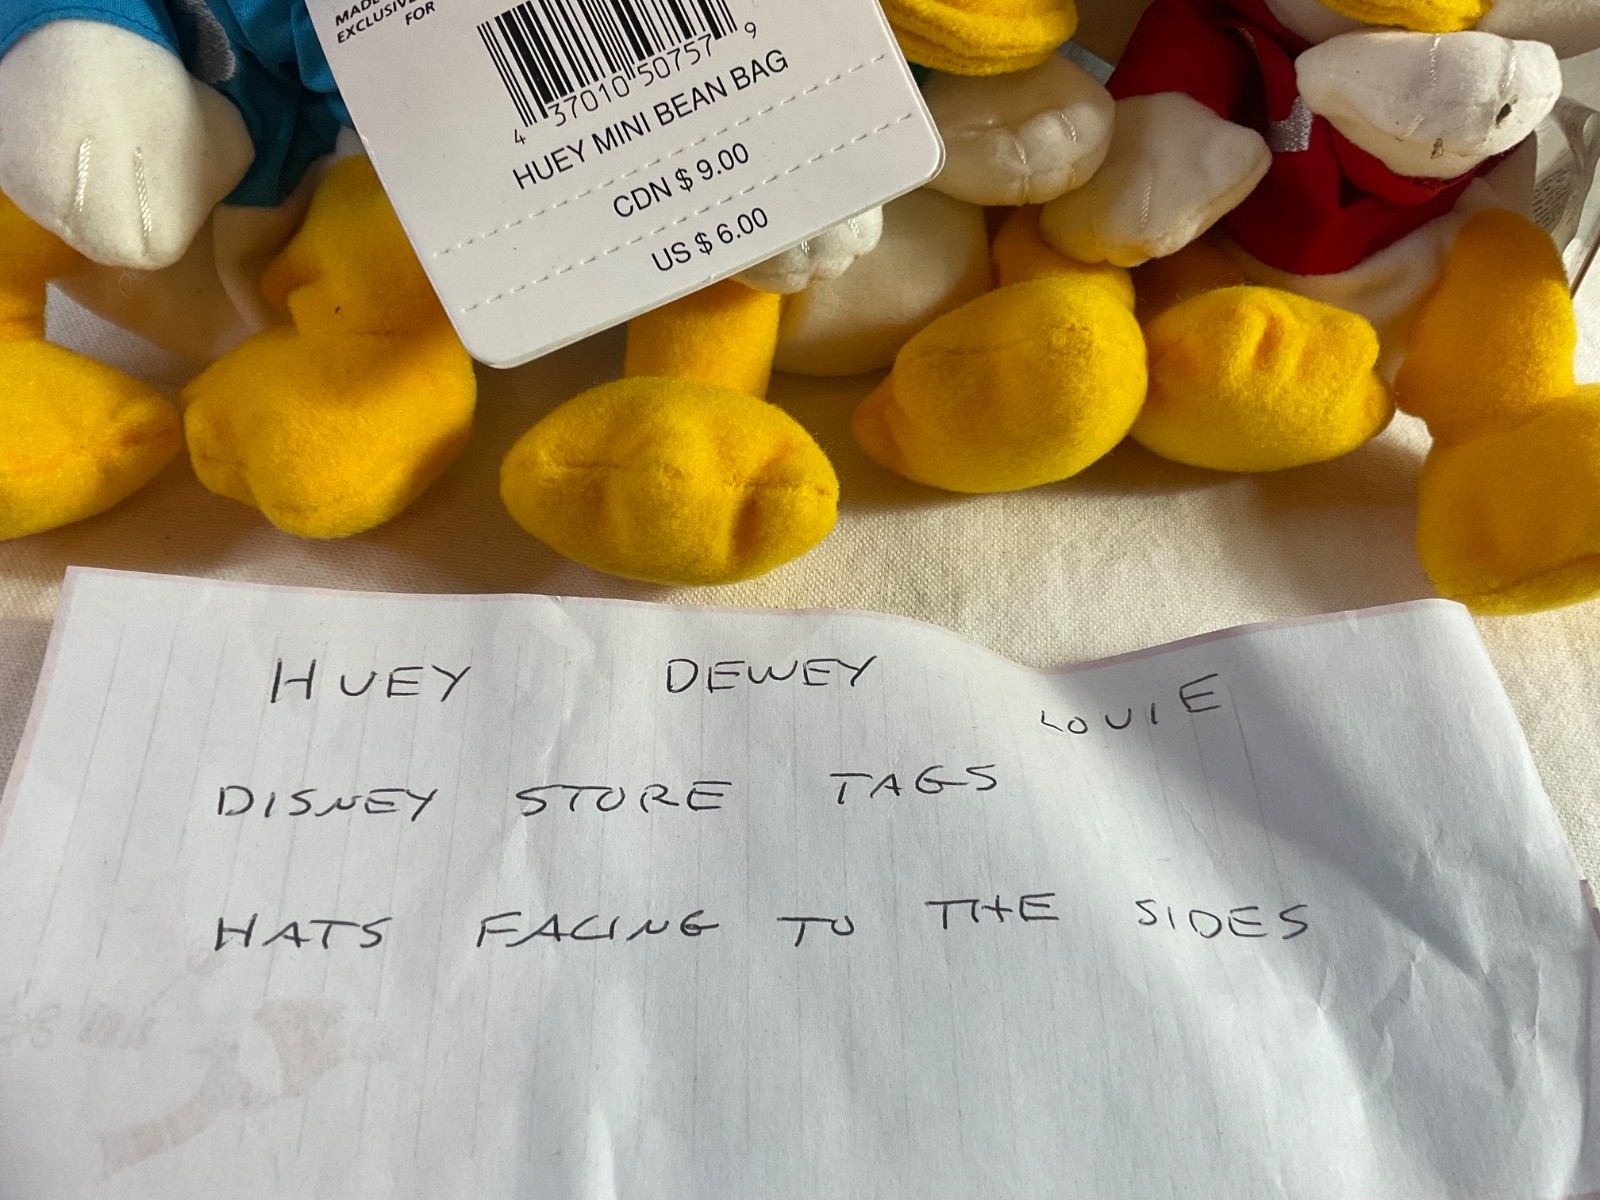 MADE
EXCLUSIVE
FOR
4 37010 50757 9
HUEY MINI BEAN BAG
CDN $ 9.00
US $ 6.00
HUEY DEWEY LOUIE
DISNEY STORE TAGS
HATS FACING TO THE SIDES